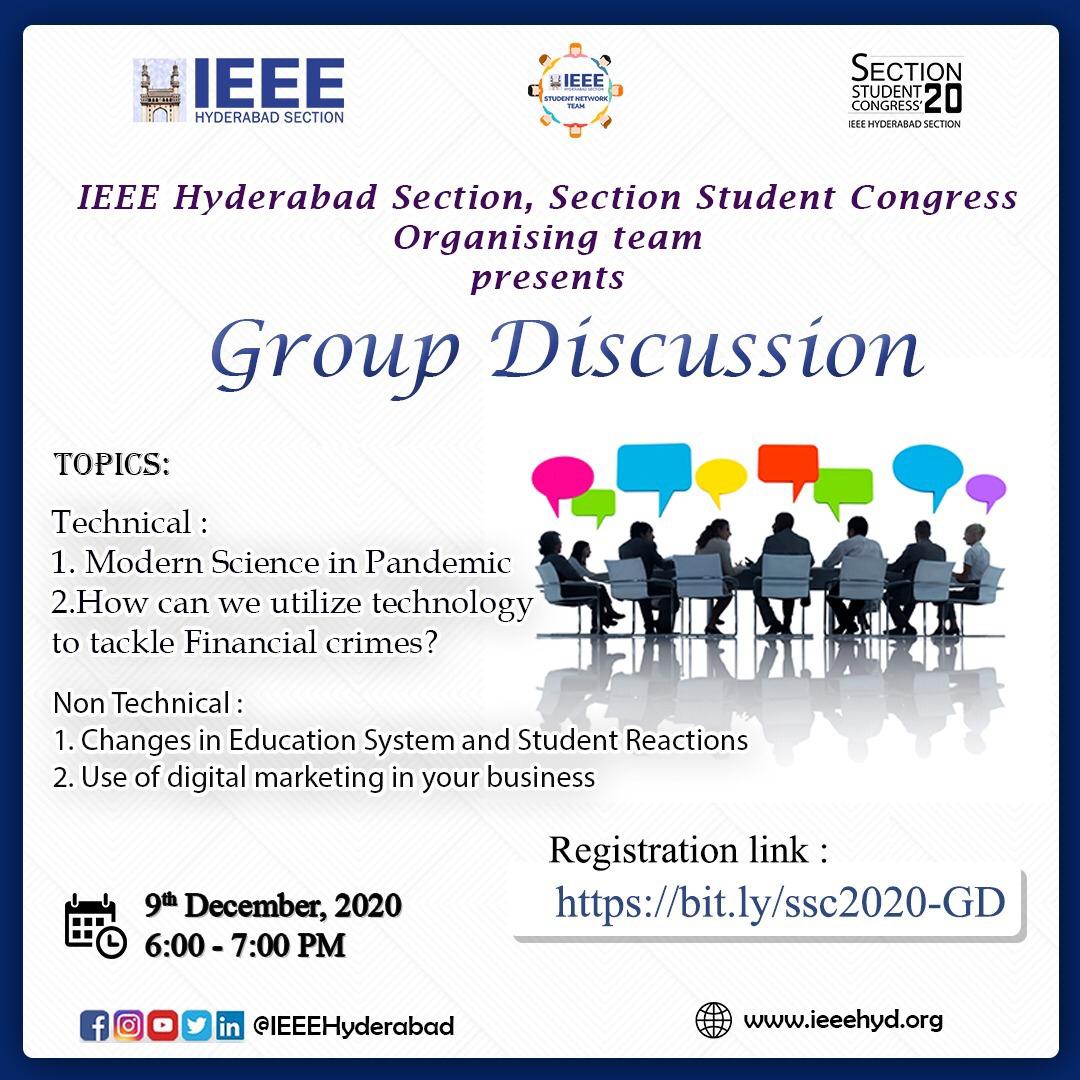 IEEE
HYDERABAD SECTION
IEEE
HYDERABAD SECTION
STUDENT NETWORK
TEAM
SECTION
STUDENT
CONGRESS'20
IEEE HYDERABAD SECTION
IEEE Hyderabad Section, Section Student Congress
Organising team
presents
Group Discussion
TOPICS:
Technical :
1. Modern Science in Pandemic
2.How can we utilize technology
to tackle Financial crimes?
Non Technical :
1. Changes in Education System and Student Reactions
2. Use of digital marketing in your business
Registration link :
https://bit.ly/ssc2020-GD
9th December, 2020
6:00 - 7:00 PM
@IEEEHyderabad
www.ieeehyd.org